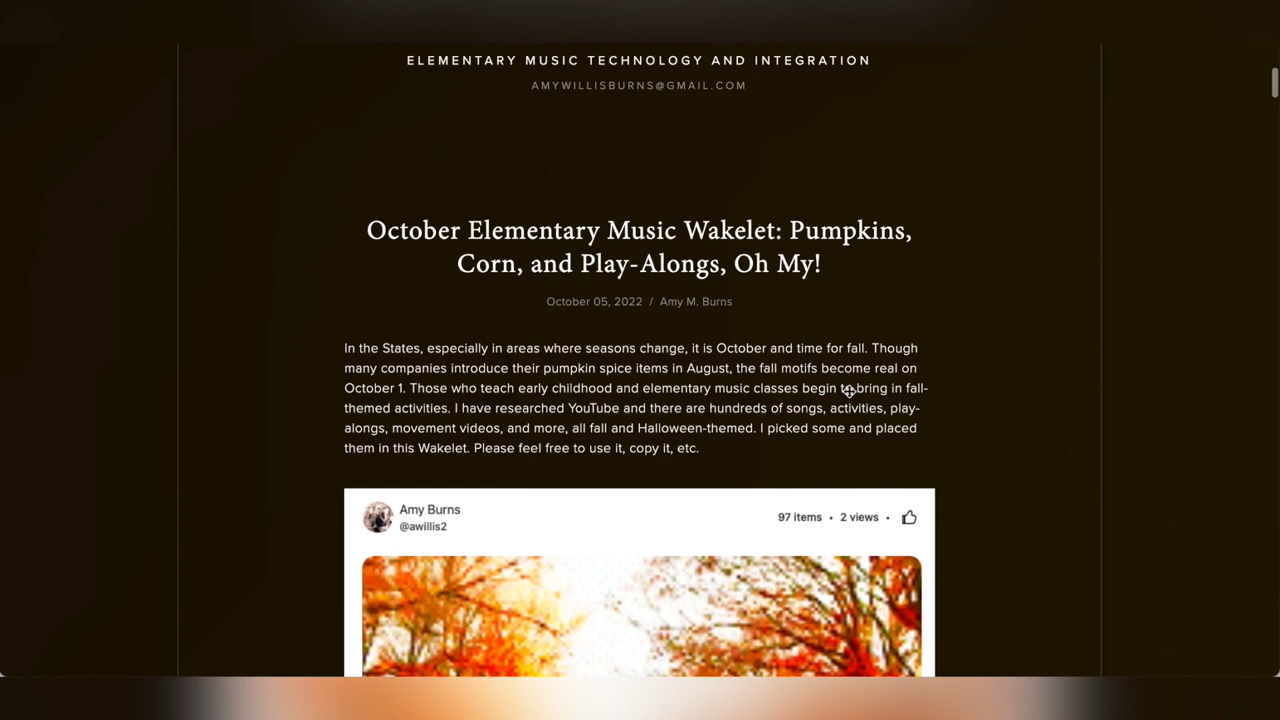 ELEMENTARY MUSIC TECHNOLOGY AND INTEGRATION
AMYWILLISBURNS@GMAIL.COM
October Elementary Music Wakelet: Pumpkins,
Corn, and Play-Alongs, Oh My!
October 05, 2022 / Amy M. Burns
In the States, especially in areas where seasons change, it is October and time for fall. Though
many companies introduce their pumpkin spice items in August, the fall motifs become real on
October 1. Those who teach early childhood and elementary music classes begin to bring in fall-
themed activities. I have researched YouTube and there are hundreds of songs, activities, play-
alongs, movement videos, and more, all fall and Halloween-themed. I picked some and placed
them in this Wakelet. Please feel free to use it, copy it, etc.
Amy Burns
@awillis2
97 items • 2 views •